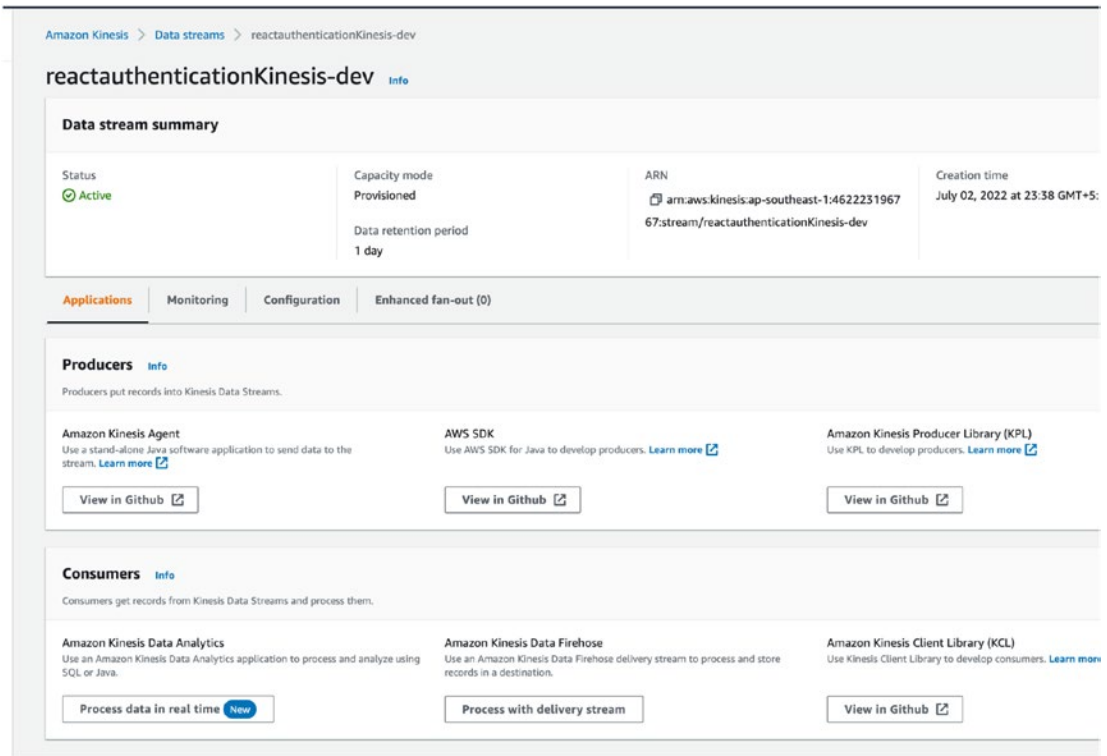 Amazon Kinesis > Data streams > reactauthenticationKinesis-dev
reactauthenticationKinesis-dev Info
Data stream summary
Status
Active
Capacity mode
Provisioned
Data retention period
1 day
ARN
arn:aws:kinesis:ap-southeast-1:4622231967
67:stream/reactauthenticationKinesis-dev
Creation time
July 02, 2022 at 23:38 GMT+5:
Applications Monitoring Configuration Enhanced fan-out (0)
Producers Info
Producers put records into Kinesis Data Streams.
Amazon Kinesis Agent
Use a stand-alone Java software application to send data to the
stream. Learn more
View in Github
AWS SDK
Use AWS SDK for Java to develop producers. Learn more
View in Github
Amazon Kinesis Producer Library (KPL)
Use KPL to develop producers. Learn more
View in Github
Consumers Info
Consumers get records from Kinesis Data Streams and process them.
Amazon Kinesis Data Analytics
Use an Amazon Kinesis Data Analytics application to process and analyze using
SQL or Java.
Process data in real time New
Amazon Kinesis Data Firehose
Use an Amazon Kinesis Data Firehose delivery stream to process and store
records in a destination.
Process with delivery stream
Amazon Kinesis Client Library (KCL)
Use Kinesis Client Library to develop consumers. Learn more
View in Github